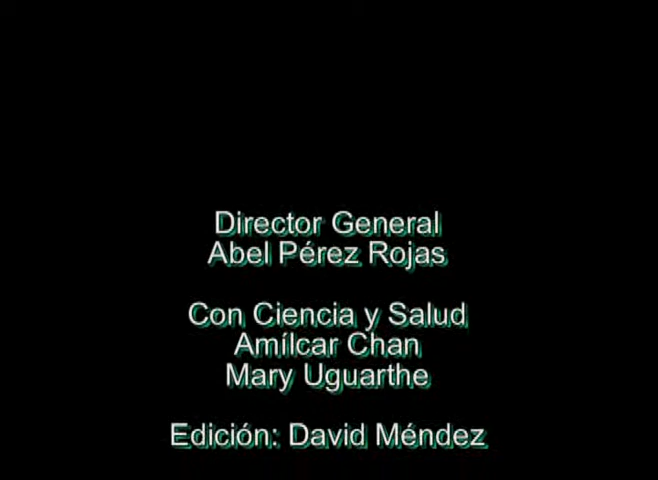 Director General
Abel Pérez Rojas
Con Ciencia y Salud
Amílcar Chan
Mary Uguarthe
Edición: David Méndez